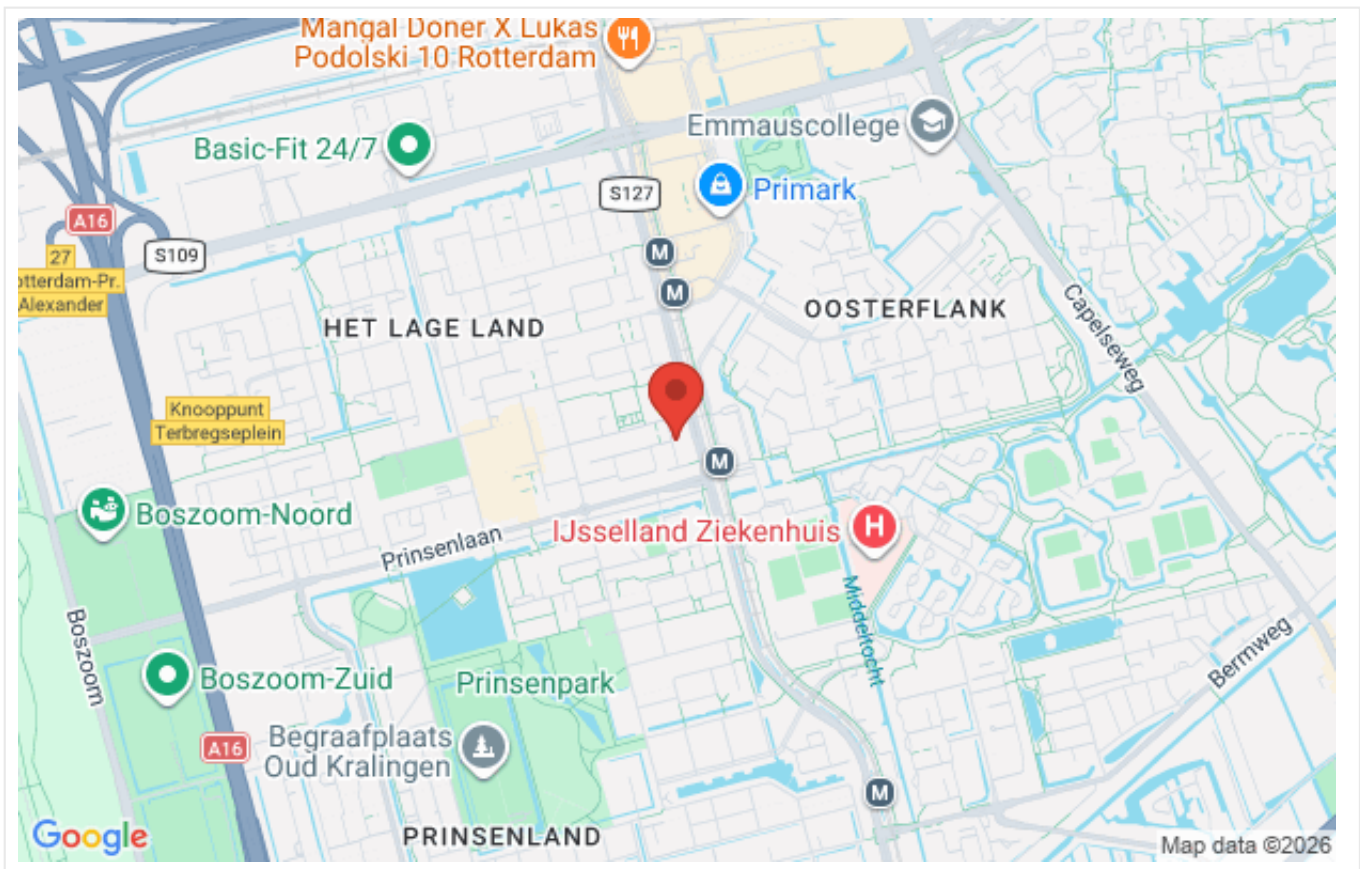 Mangal Doner X Lukas
Podolski 10 Rotterdam
Emmauscollege
Basic-Fit 24/7
Primark
S127
A16
S109
27
otterdam-Pr.
Alexander
M
M
OOSTERFLANK
HET LAGE LAND
Capelseweg
Knooppunt
Terbregseplein
M
Boszoom-Noord
IJsselland Ziekenhuis
H
Prinsenlaan
Middeltocht
Boszoom
Bermweg
Boszoom-Zuid
Prinsenpark
A16
Begraafplaats
Oud Kralingen
M
PRINSENLAND
Google
Map data ©2026